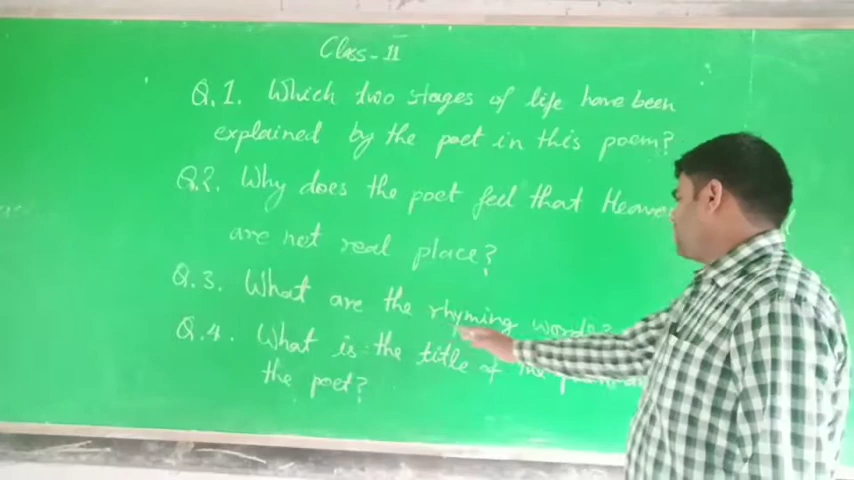 Class-11
Q.1. Which two stages of life have been
explained by the poet in this poem?
Q.2. Why does the poet feel that
are not real place?
Q.3. What are the rhyming words?
Q.4. What is the title of the
the poet?